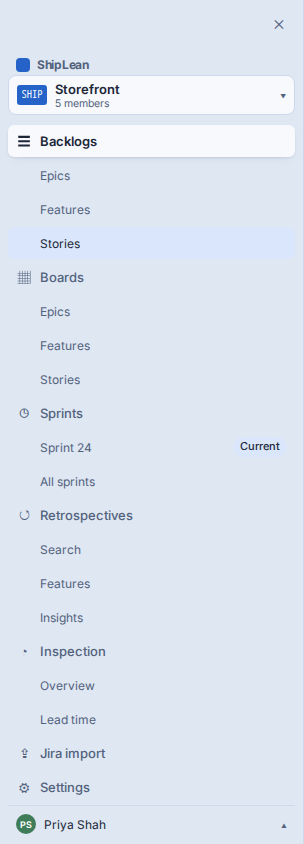 ShipLean
SHIP
Storefront
5 members
Backlogs
Epics
Features
Stories
Boards
Epics
Features
Stories
Sprints
Sprint 24
Current
All sprints
Retrospectives
Search
Features
Insights
Inspection
Overview
Lead time
Jira import
Settings
PS
Priya Shah